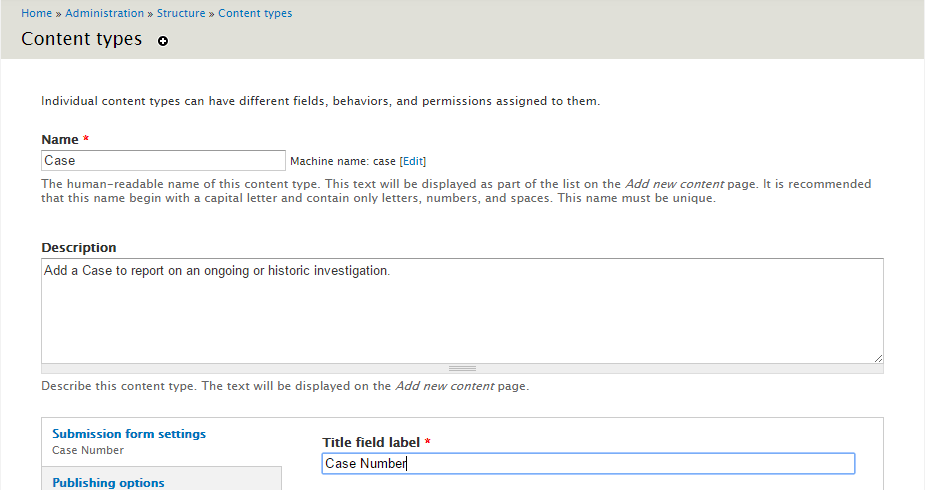 Home » Administration » Structure » Content types
Content types
Individual content types can have different fields, behaviors, and permissions assigned to them.
Name *
Case Machine name: case [Edit]
The human-readable name of this content type. This text will be displayed as part of the list on the Add new content page. It is recommended
that this name begin with a capital letter and contain only letters, numbers, and spaces. This name must be unique.
Description
Add a Case to report on an ongoing or historic investigation.
Describe this content type. The text will be displayed on the Add new content page.
Submission form settings
Case Number
Publishing options
Title field label *
Case Number